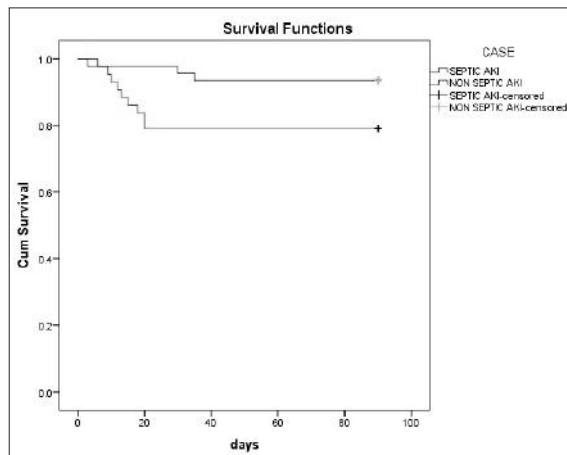 Survival Functions
CASE
SEPTIC AKI
NON SEPTIC AKI
SEPTIC AKI-censored
NON SEPTIC AKI-censored
1.0
0.8
0.6
0.4
0.2
0.0
Cum Survival
0 20 40 60 80 100
days